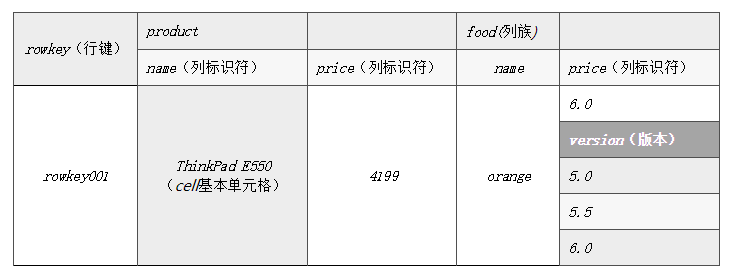 rowkey（行键）
product
food(列族)
name（列标识符）
price（列标识符）
name
price（列标识符）
rowkey001
ThinkPad E550
（cell基本单元格）
4199
orange
6.0
version（版本）
5.0
5.5
6.0